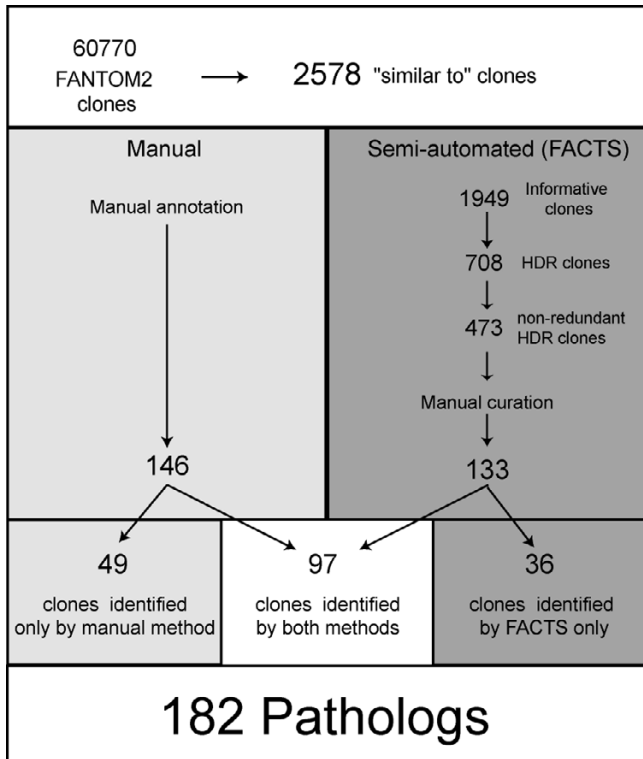 60770
FANTOM2
clones
2578 "similar to" clones
Manual
Manual annotation
146
Semi-automated (FACTS)
1949 Informative
clones
708 HDR clones
473 non-redundant
HDR clones
Manual curation
133
49
clones identified
only by manual method
97
clones identified
by both methods
36
clones identified
by FACTS only
182 Pathologs